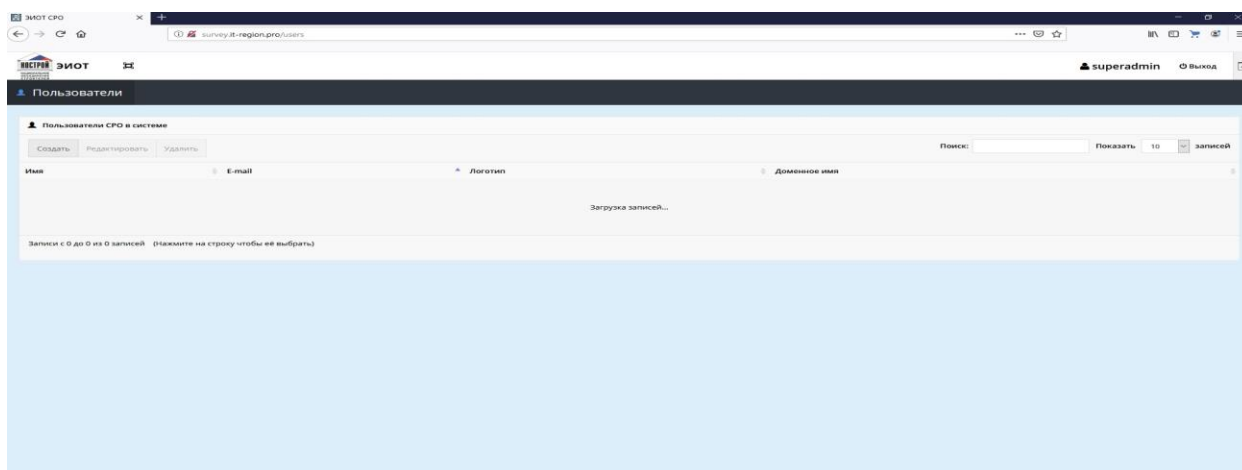 ЭИОТ СРО
survey.it-region.pro/users
НОСТРОЙ ЭИОТ superadmin Выход
Пользователи
Пользователи СРО в системе
Создать Редактировать Удалить Поиск: Показать 10 записей
Имя E-mail Логотип Доменное имя
Загрузка записей...
Записи с 0 до 0 из 0 записей (Нажмите на строку чтобы её выбрать)